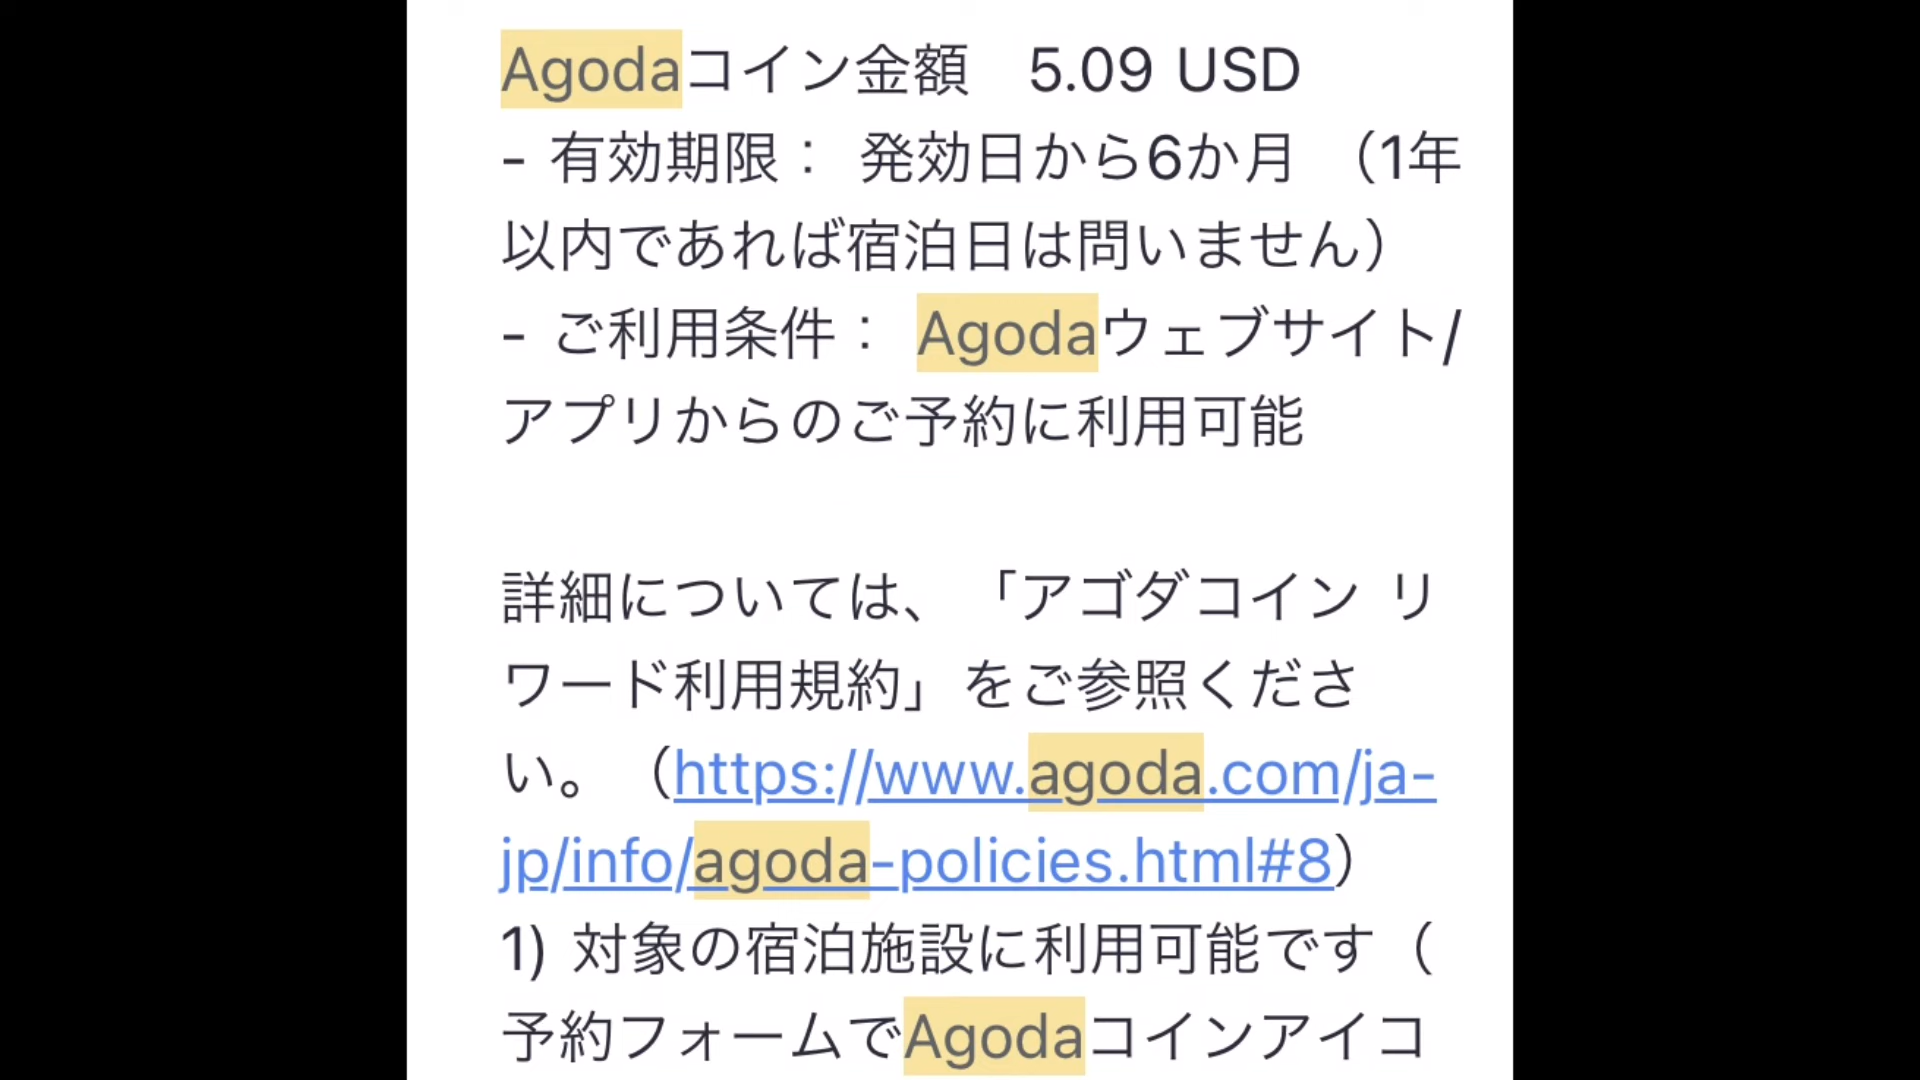 Agodaコイン金額　5.09 USD
- 有効期限： 発効日から6か月 （1年
以内であれば宿泊日は問いません）
- ご利用条件： Agodaウェブサイト/
アプリからのご予約に利用可能
詳細については、「アゴダコイン リ
ワード利用規約」をご参照くださ
い。（https://www.agoda.com/ja-
jp/info/agoda-policies.html#8）
1) 対象の宿泊施設に利用可能です（
予約フォームでAgodaコインアイコ